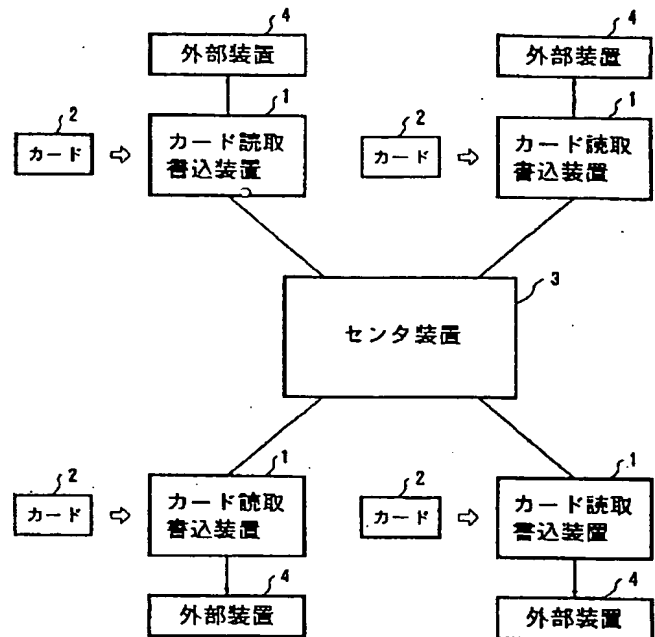 4 4
外部装置 外部装置
1 1
2 2
カード ⇨ カード読取 カード ⇨ カード読取
書込装置 書込装置
3
センタ装置
1 1
2 2
カード ⇨ カード読取 カード ⇨ カード読取
書込装置 書込装置
4 4
外部装置 外部装置